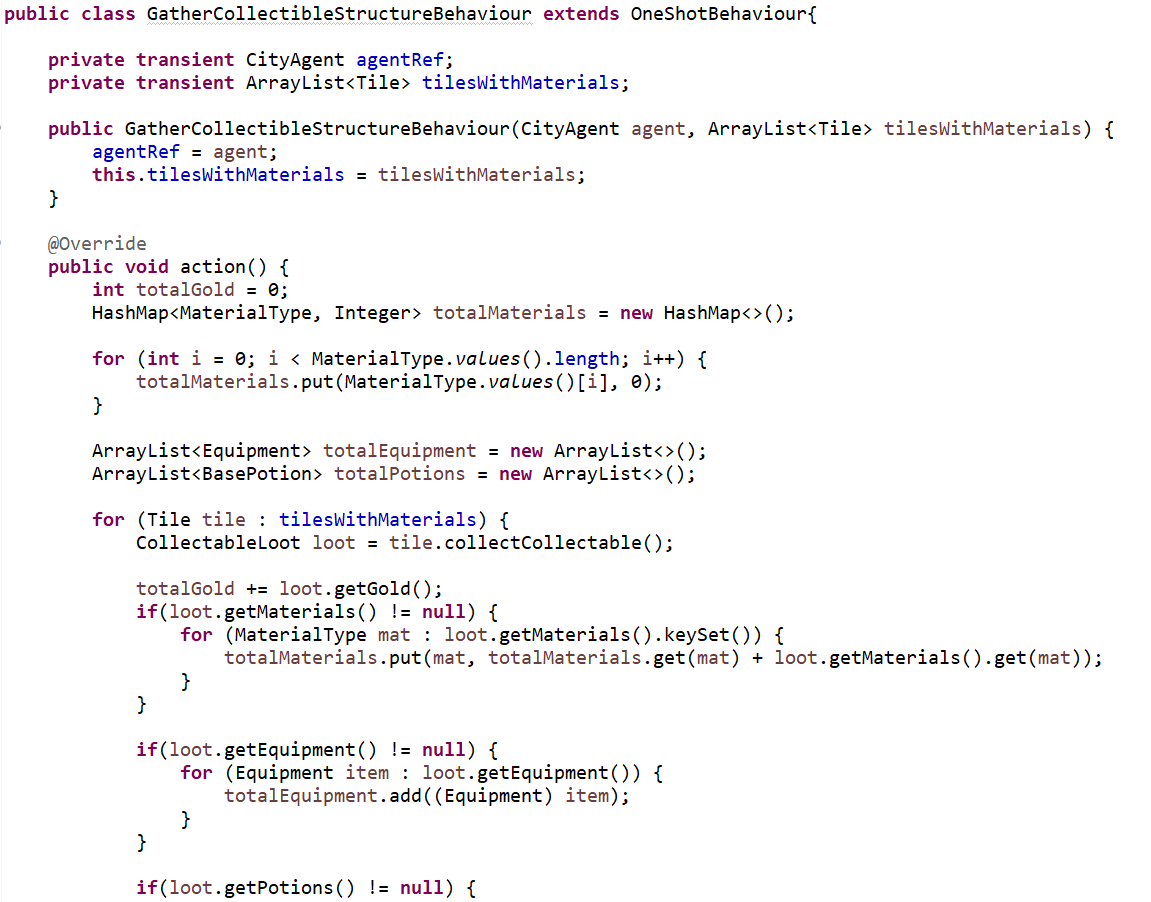 public class GatherCollectibleStructureBehaviour extends OneShotBehaviour{
private transient CityAgent agentRef;
private transient ArrayList<Tile> tilesWithMaterials;
public GatherCollectibleStructureBehaviour(CityAgent agent, ArrayList<Tile> tilesWithMaterials) {
agentRef = agent;
this.tilesWithMaterials = tilesWithMaterials;
}
@Override
public void action() {
int totalGold = 0;
HashMap<MaterialType, Integer> totalMaterials = new HashMap<>();
for (int i = 0; i < MaterialType.values().length; i++) {
totalMaterials.put(MaterialType.values()[i], 0);
}
ArrayList<Equipment> totalEquipment = new ArrayList<>();
ArrayList<BasePotion> totalPotions = new ArrayList<>();
for (Tile tile : tilesWithMaterials) {
CollectableLoot loot = tile.collectCollectable();
totalGold += loot.getGold();
if(loot.getMaterials() != null) {
for (MaterialType mat : loot.getMaterials().keySet()) {
totalMaterials.put(mat, totalMaterials.get(mat) + loot.getMaterials().get(mat));
}
}
if(loot.getEquipment() != null) {
for (Equipment item : loot.getEquipment()) {
totalEquipment.add((Equipment) item);
}
}
if(loot.getPotions() != null) {